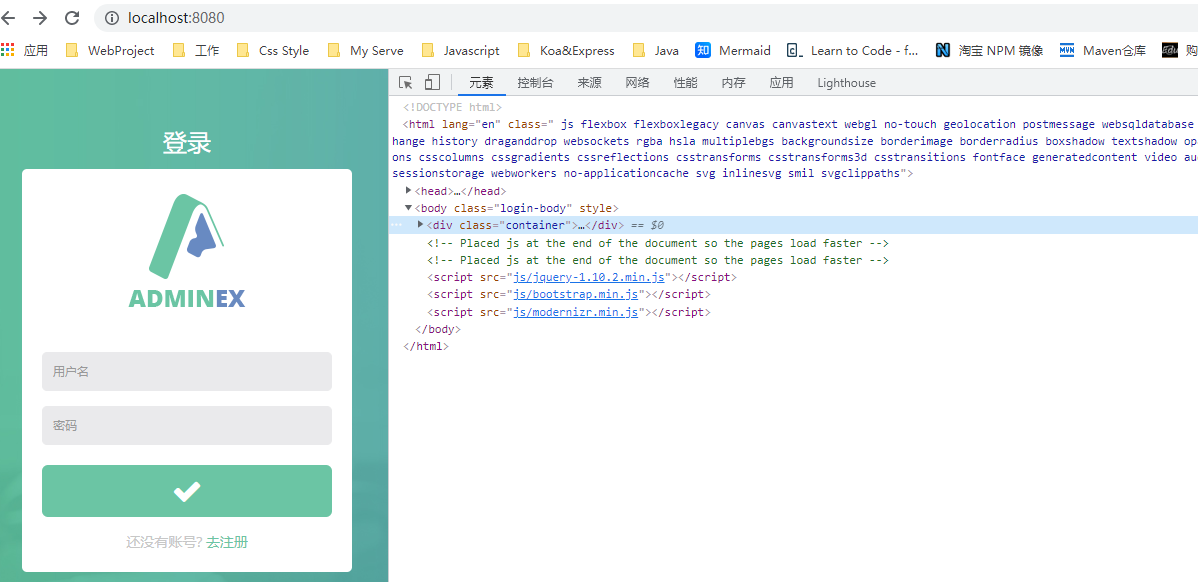 localhost:8080
应用 WebProject 工作 Css Style My Serve Javascript Koa&Express Java 知 Mermaid Learn to Code - f... 淘宝 NPM 镜像 MVN Maven仓库 Edu 购
元素 控制台 来源 网络 性能 内存 应用 Lighthouse
<!DOCTYPE html>
<html lang="en" class=" js flexbox flexboxlegacy canvas canvastext webgl no-touch geolocation postmessage websqldatabase
hange history draganddrop websockets rgba hsla multiplebgs backgroundsize borderimage borderradius boxshadow textshadow op
ons csscolumns cssgradients cssreflections csstransforms csstransforms3d csstransitions fontface generatedcontent video au
sessionstorage webworkers no-applicationcache svg inlinesvg smil svgclippaths">
<head>…</head>
<body class="login-body" style>
<div class="container">…</div> == $0
<!-- Placed js at the end of the document so the pages load faster -->
<!-- Placed js at the end of the document so the pages load faster -->
<script src="js/jquery-1.10.2.min.js"></script>
<script src="js/bootstrap.min.js"></script>
<script src="js/modernizr.min.js"></script>
</body>
</html>
登录
ADMINEX
用户名
密码
还没有账号? 去注册